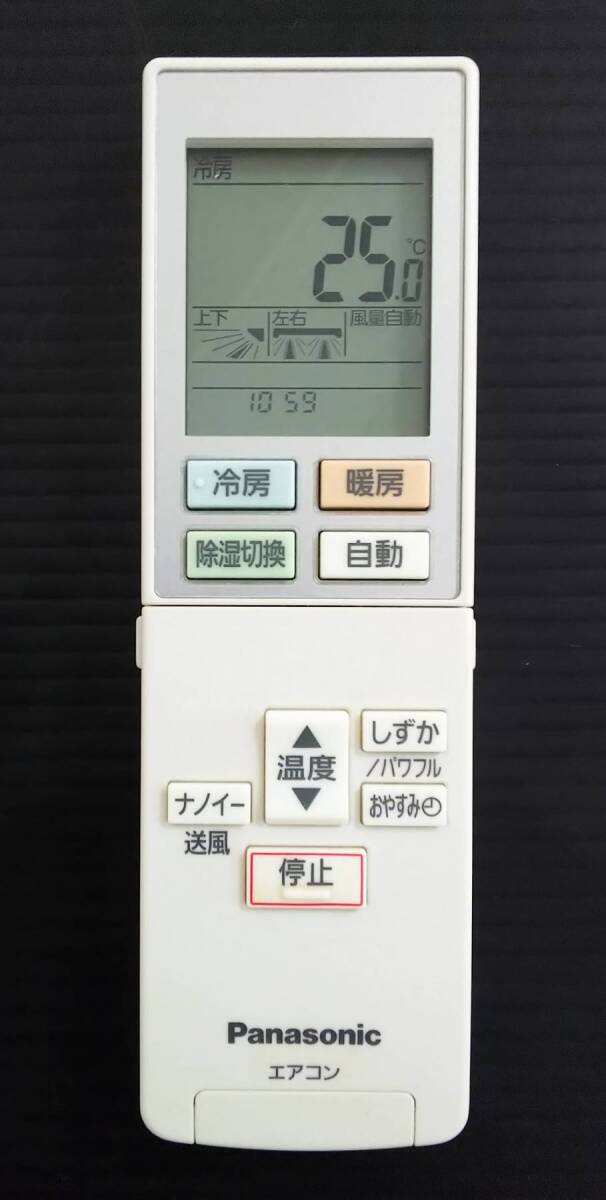 冷房
25.0 ℃
上下 左右 風量自動
10 59
冷房 暖房
除湿切換 自動
▲
温度
▼
しずか
/パワフル
おやすみ
ナノイー
送風
停止
Panasonic
エアコン